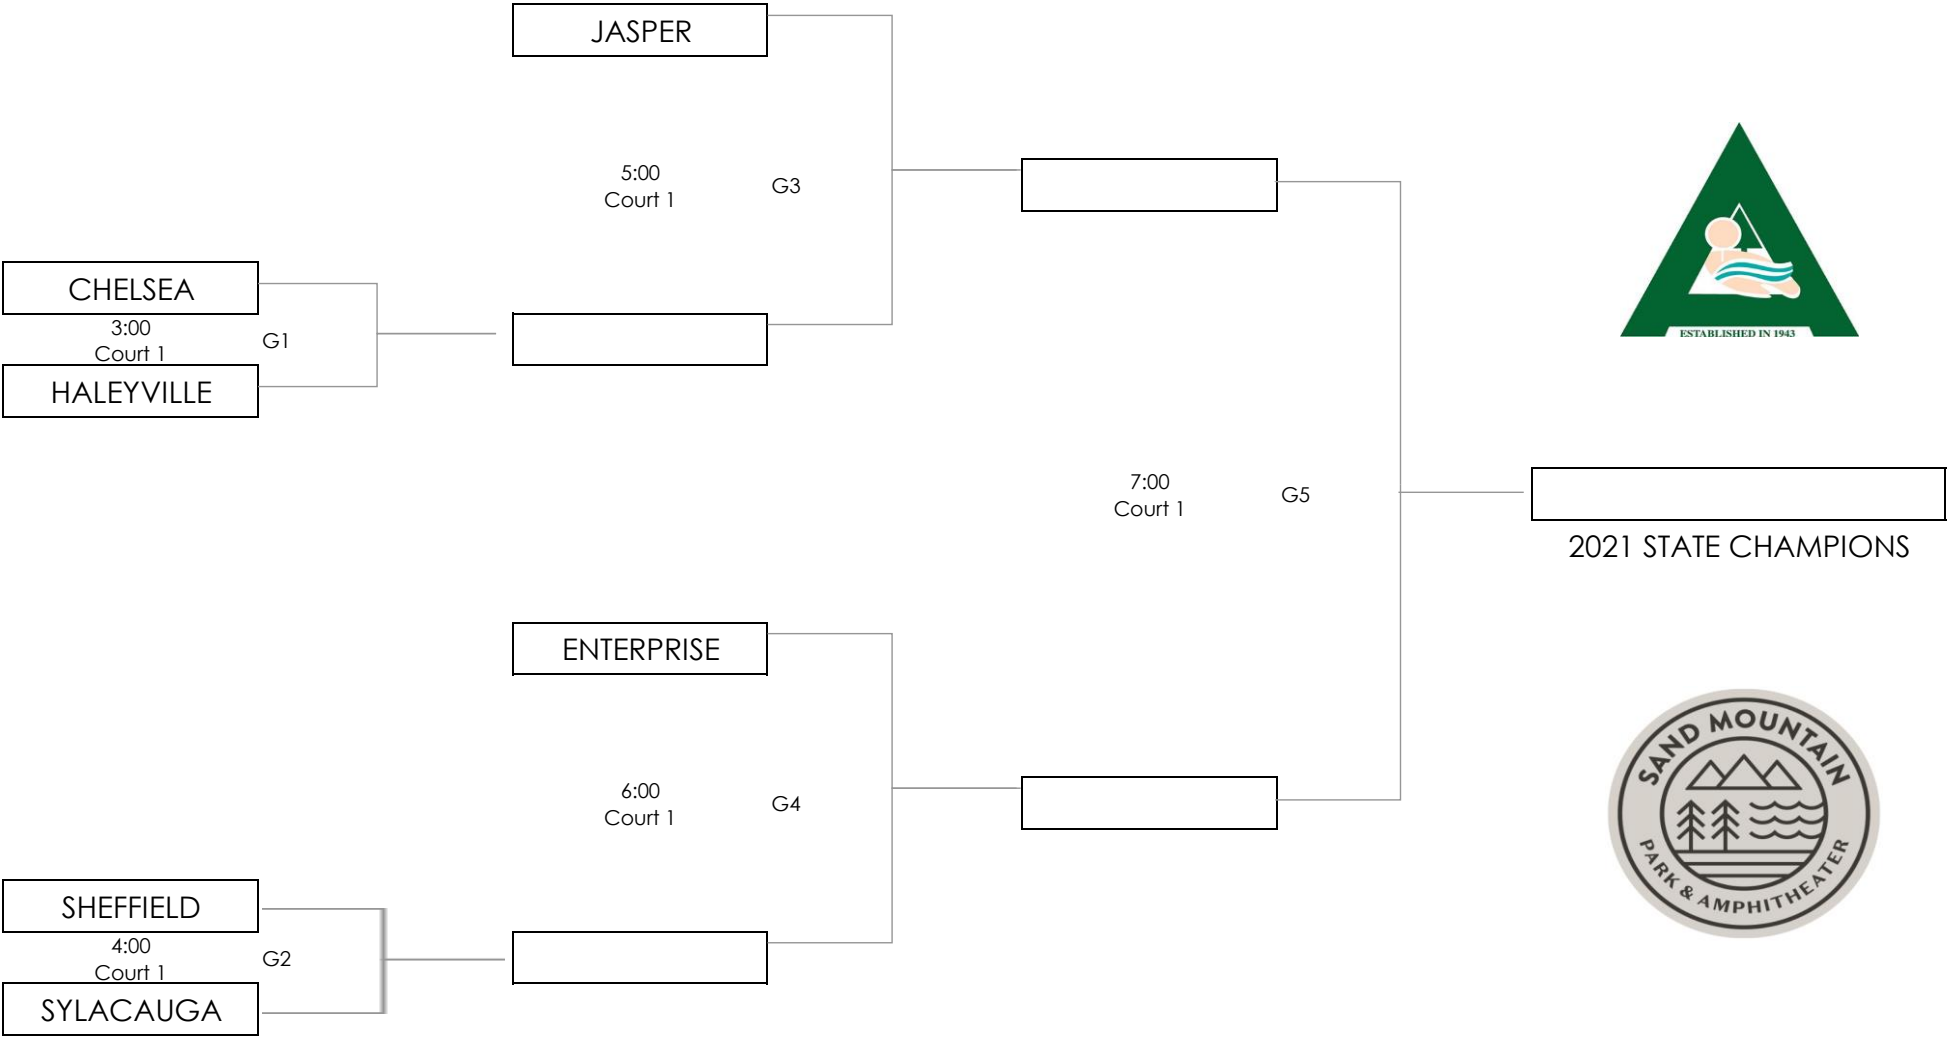 JASPER
5:00
Court 1
G3
CHELSEA
3:00
Court 1
G1
HALEYVILLE
ESTABLISHED IN 1943
7:00
Court 1
G5
2021 STATE CHAMPIONS
ENTERPRISE
6:00
Court 1
G4
SHEFFIELD
4:00
Court 1
G2
SYLACAUGA
SAND MOUNTAIN
PARK & AMPHITHEATER